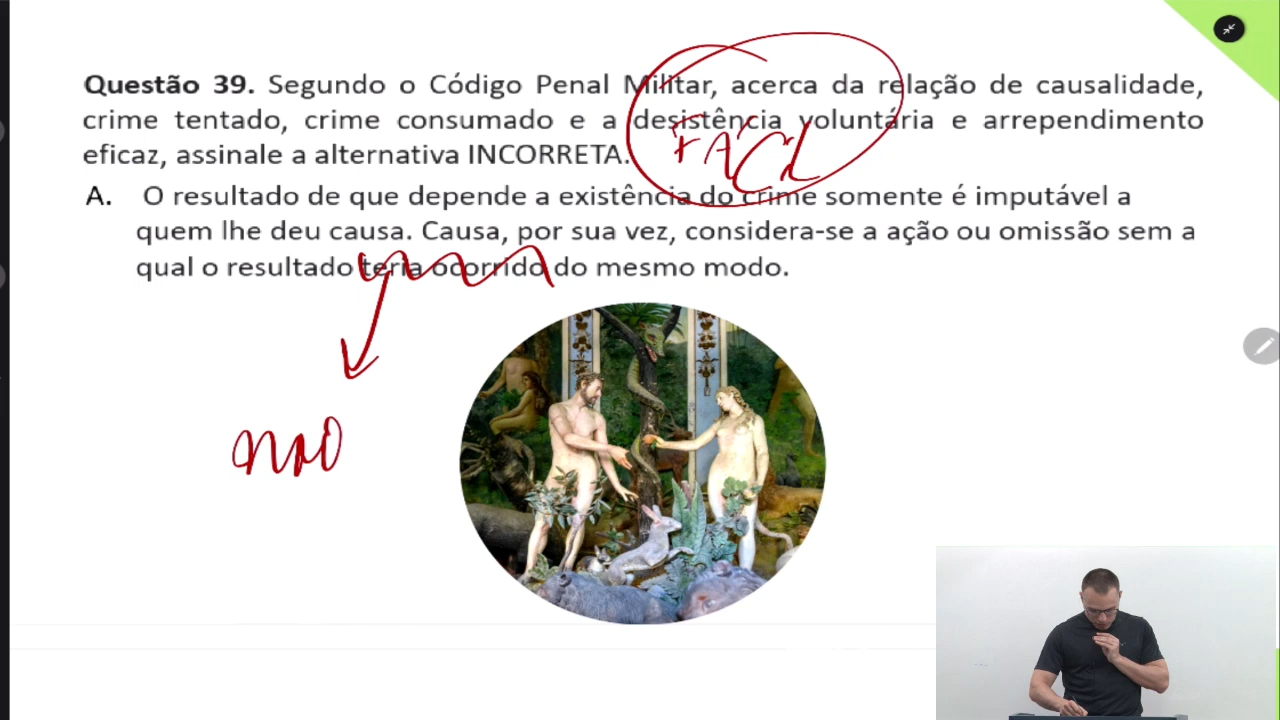 Questão 39. Segundo o Código Penal Militar, acerca da relação de causalidade,
crime tentado, crime consumado e a desistência voluntária e arrependimento
eficaz, assinale a alternativa INCORRETA.
FÁCIL
A. O resultado de que depende a existência do crime somente é imputável a
quem lhe deu causa. Causa, por sua vez, considera-se a ação ou omissão sem a
qual o resultado teria ocorrido do mesmo modo.
NÃO